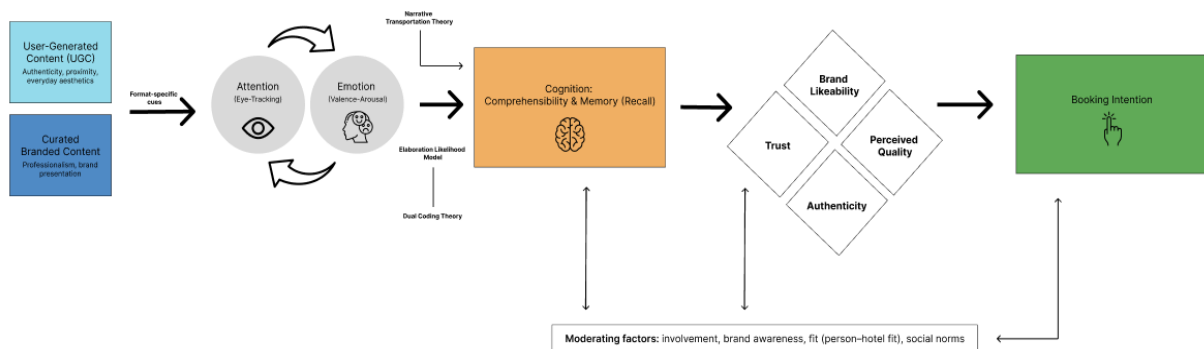 User-Generated
Content (UGC)
Authenticity, proximity,
everyday aesthetics
Curated
Branded Content
Professionalism, brand
presentation
Format-specific
cues
Attention
(Eye-Tracking)
Emotion
(Valence-Arousal)
Narrative
Transportation Theory
Elaboration Likelihood
Model
Dual Coding Theory
Cognition:
Comprehensibility & Memory (Recall)
Brand
Likeability
Trust
Perceived
Quality
Authenticity
Booking Intention
Moderating factors: involvement, brand awareness, fit (person–hotel fit), social norms